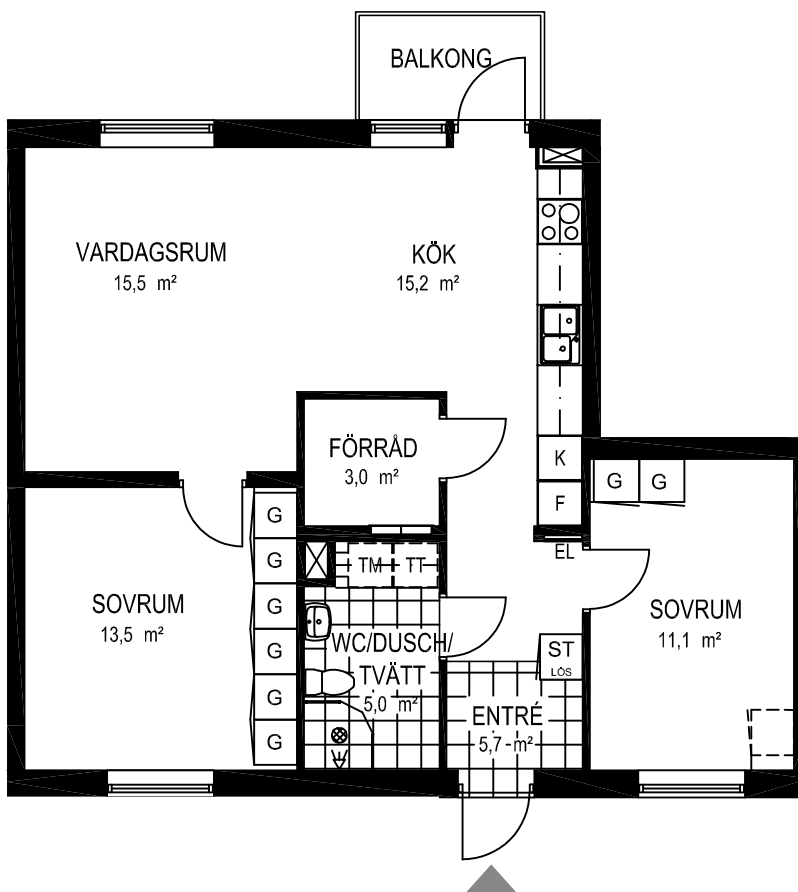 BALKONG
VARDAGSRUM
15,5 m²
KÖK
15,2 m²
FÖRRÅD
3,0 m²
K
F
G G
EL
TM TT
G
G
G
G
G
G
SOVRUM
13,5 m²
WC/DUSCH/
TVÄTT
5,0 m²
ST
LÖS
SOVRUM
11,1 m²
ENTRÉ
5,7 m²